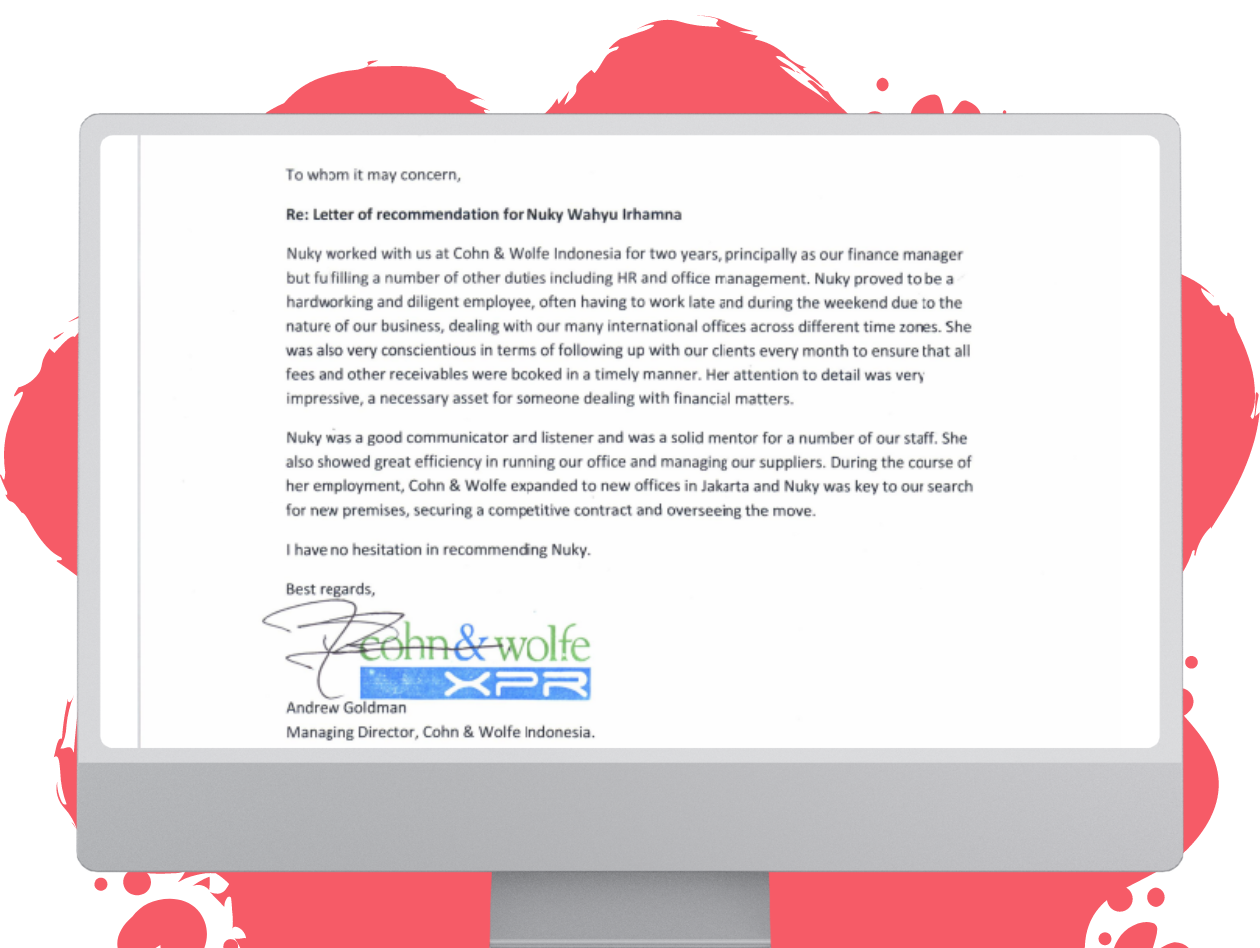 To whom it may concern,
Re: Letter of recommendation for Nuky Wahyu Irhamna
Nuky worked with us at Cohn & Wolfe Indonesia for two years, principally as our finance manager
but fulfilling a number of other duties including HR and office management. Nuky proved to be a
hardworking and diligent employee, often having to work late and during the weekend due to the
nature of our business, dealing with our many international offices across different time zones. She
was also very conscientious in terms of following up with our clients every month to ensure that all
fees and other receivables were booked in a timely manner. Her attention to detail was very
impressive, a necessary asset for someone dealing with financial matters.
Nuky was a good communicator and listener and was a solid mentor for a number of our staff. She
also showed great efficiency in running our office and managing our suppliers. During the course of
her employment, Cohn & Wolfe expanded to new offices in Jakarta and Nuky was key to our search
for new premises, securing a competitive contract and overseeing the move.
I have no hesitation in recommending Nuky.
Best regards,
cohn&wolfe
XPR
Andrew Goldman
Managing Director, Cohn & Wolfe Indonesia.